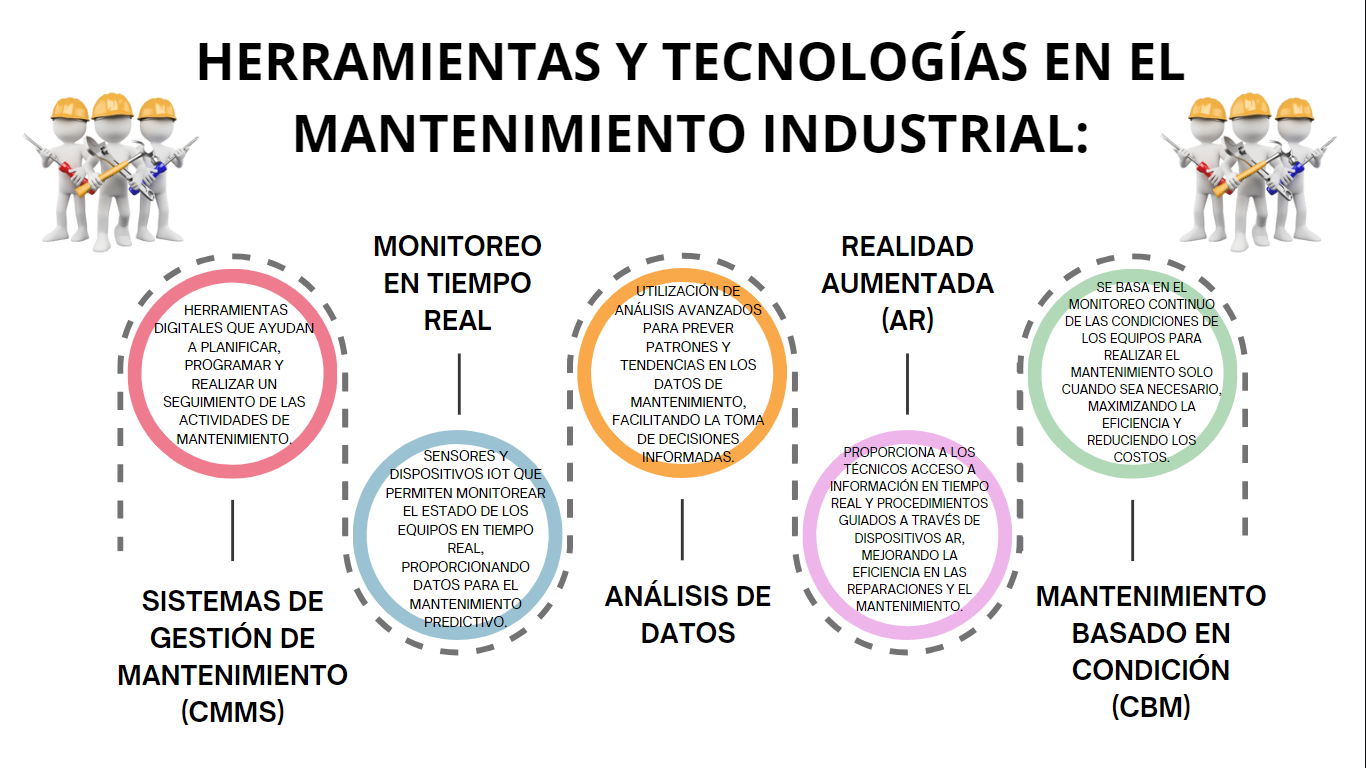 HERRAMIENTAS Y TECNOLOGÍAS EN EL
MANTENIMIENTO INDUSTRIAL:
HERRAMIENTAS
DIGITALES QUE AYUDAN
A PLANIFICAR,
PROGRAMAR Y
REALIZAR UN
SEGUIMIENTO DE LAS
ACTIVIDADES DE
MANTENIMIENTO.
SISTEMAS DE
GESTIÓN DE
MANTENIMIENTO
(CMMS)
MONITOREO
EN TIEMPO
REAL
SENSORES Y
DISPOSITIVOS IOT QUE
PERMITEN MONITOREAR
EL ESTADO DE LOS
EQUIPOS EN TIEMPO
REAL,
PROPORCIONANDO
DATOS PARA EL
MANTENIMIENTO
PREDICTIVO.
UTILIZACIÓN DE
ANÁLISIS AVANZADOS
PARA PREVER
PATRONES Y
TENDENCIAS EN LOS
DATOS DE
MANTENIMIENTO,
FACILITANDO LA TOMA
DE DECISIONES
INFORMADAS.
ANÁLISIS DE
DATOS
REALIDAD
AUMENTADA
(AR)
PROPORCIONA A LOS
TÉCNICOS ACCESO A
INFORMACIÓN EN TIEMPO
REAL Y PROCEDIMIENTOS
GUIADOS A TRAVÉS DE
DISPOSITIVOS AR,
MEJORANDO LA
EFICIENCIA EN LAS
REPARACIONES Y EL
MANTENIMIENTO.
SE BASA EN EL
MONITOREO CONTINUO
DE LAS CONDICIONES DE
LOS EQUIPOS PARA
REALIZAR EL
MANTENIMIENTO SOLO
CUANDO SEA NECESARIO,
MAXIMIZANDO LA
EFICIENCIA Y
REDUCIENDO LOS
COSTOS.
MANTENIMIENTO
BASADO EN
CONDICIÓN
(CBM)